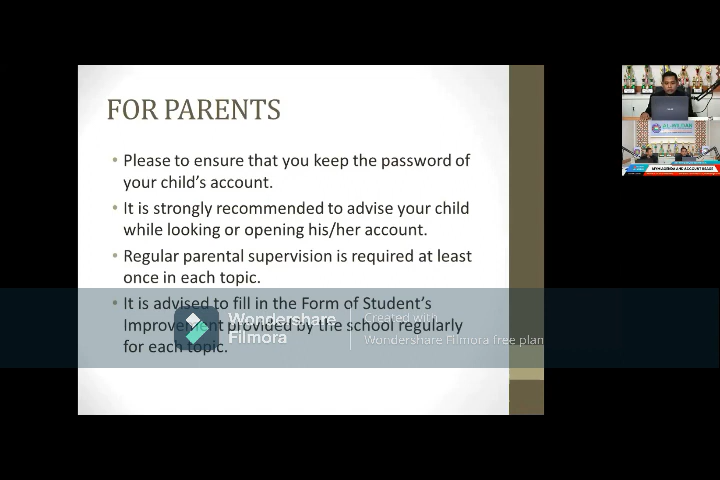 FOR PARENTS
• Please to ensure that you keep the password of
your child's account.
• It is strongly recommended to advise your child
while looking or opening his/her account.
• Regular parental supervision is required at least
once in each topic.
• It is advised to fill in the Form of Student's
Improvement provided by the school regularly
for each topic.
Wondershare
Filmora
Created with
Wondershare Filmora free plan
AL-WILDAN